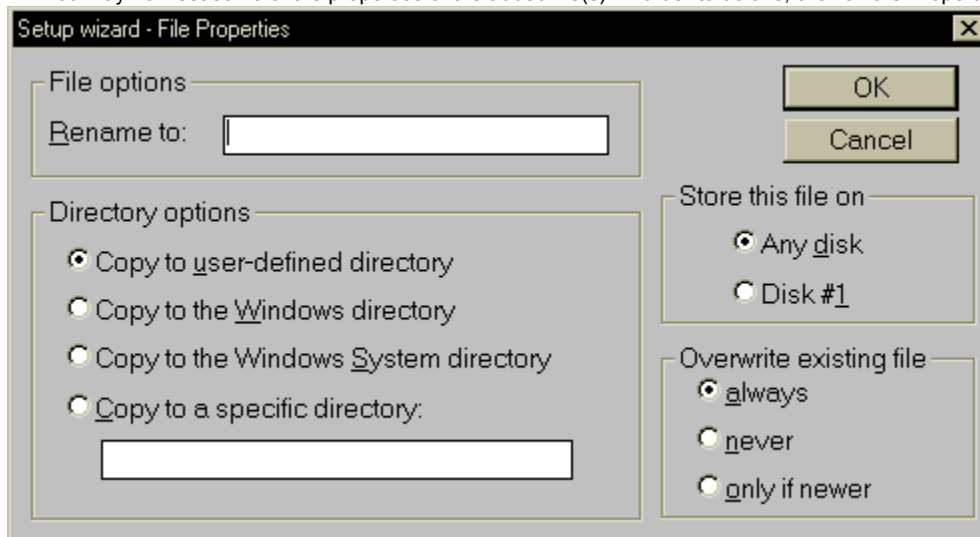 Setup wizard - File Properties
File options
Rename to:
OK
Cancel
Directory options
Copy to user-defined directory
Copy to the Windows directory
Copy to the Windows System directory
Copy to a specific directory:
Store this file on
Any disk
Disk #1
Overwrite existing file
always
never
only if newer